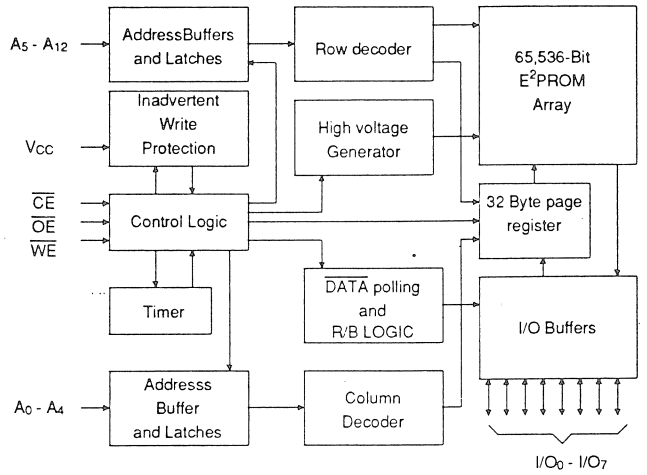 A5 - A12
AddressBuffers
and Latches
Row decoder
65,536-Bit
E²PROM
Array
Inadvertent
Write
Protection
VCC
High voltage
Generator
CE
OE
WE
Control Logic
32 Byte page
register
Timer
DATA polling
and
R/B LOGIC
I/O Buffers
A0 - A4
Addresss
Buffer
and Latches
Column
Decoder
I/O0 - I/O7